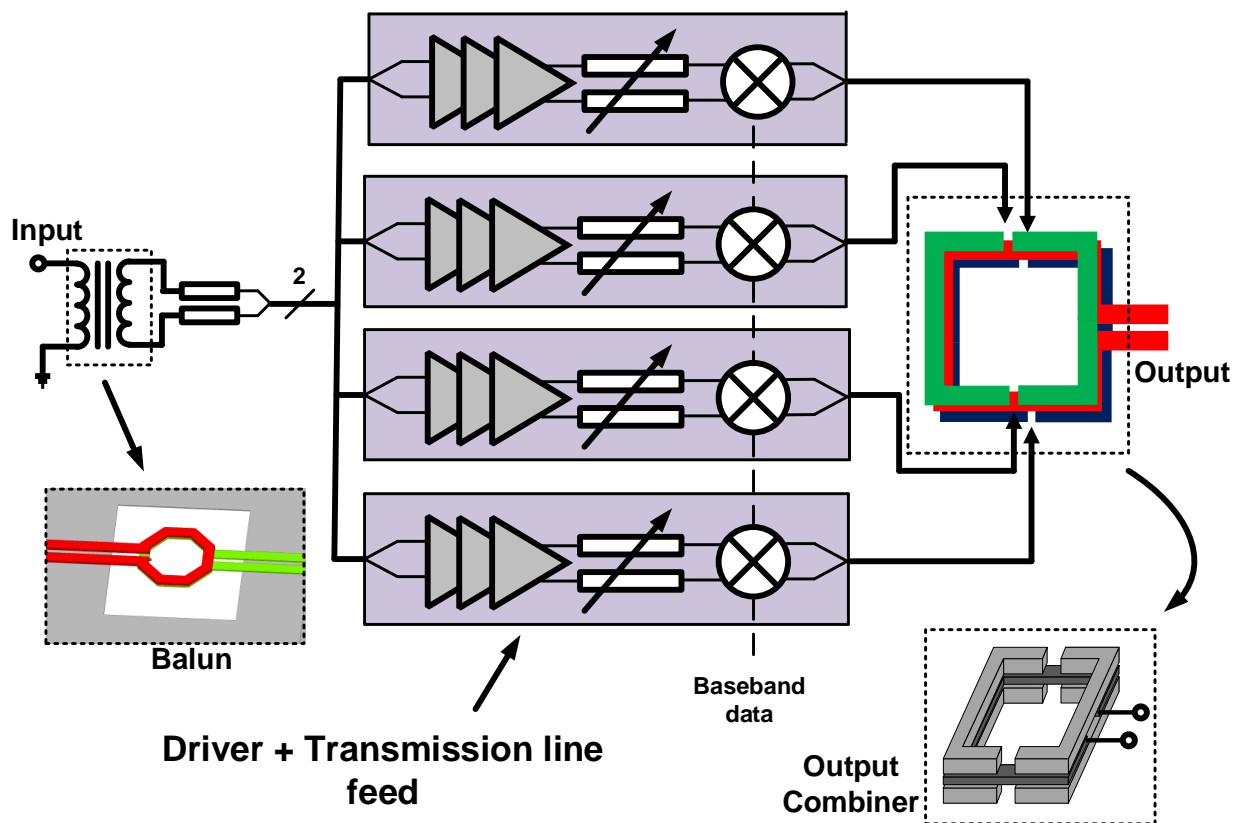 Input
2
Output
Balun
Baseband
data
Driver + Transmission line
feed
Output
Combiner